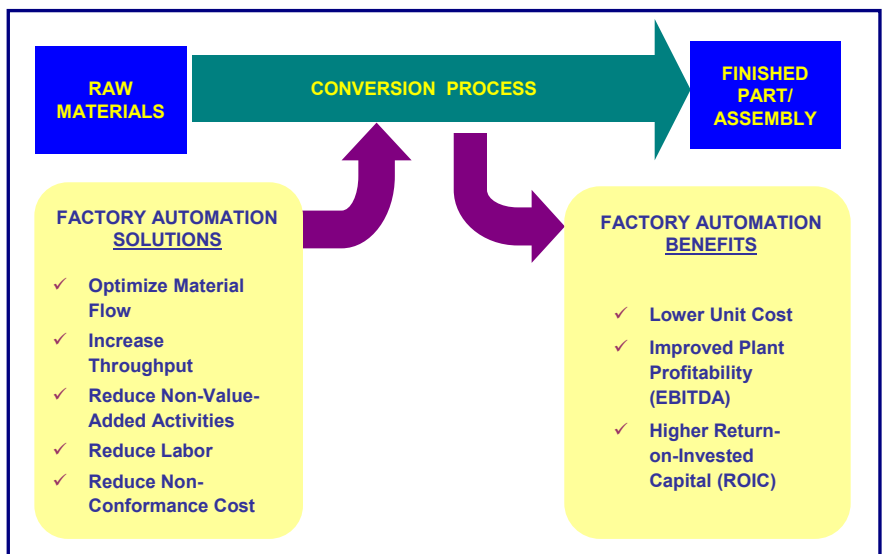 RAW
MATERIALS
CONVERSION PROCESS
FINISHED
PART/
ASSEMBLY
FACTORY AUTOMATION
SOLUTIONS
✓ Optimize Material
Flow
✓ Increase
Throughput
✓ Reduce Non-Value-
Added Activities
✓ Reduce Labor
✓ Reduce Non-
Conformance Cost
FACTORY AUTOMATION
BENEFITS
✓ Lower Unit Cost
✓ Improved Plant
Profitability
(EBITDA)
✓ Higher Return-
on-Invested
Capital (ROIC)